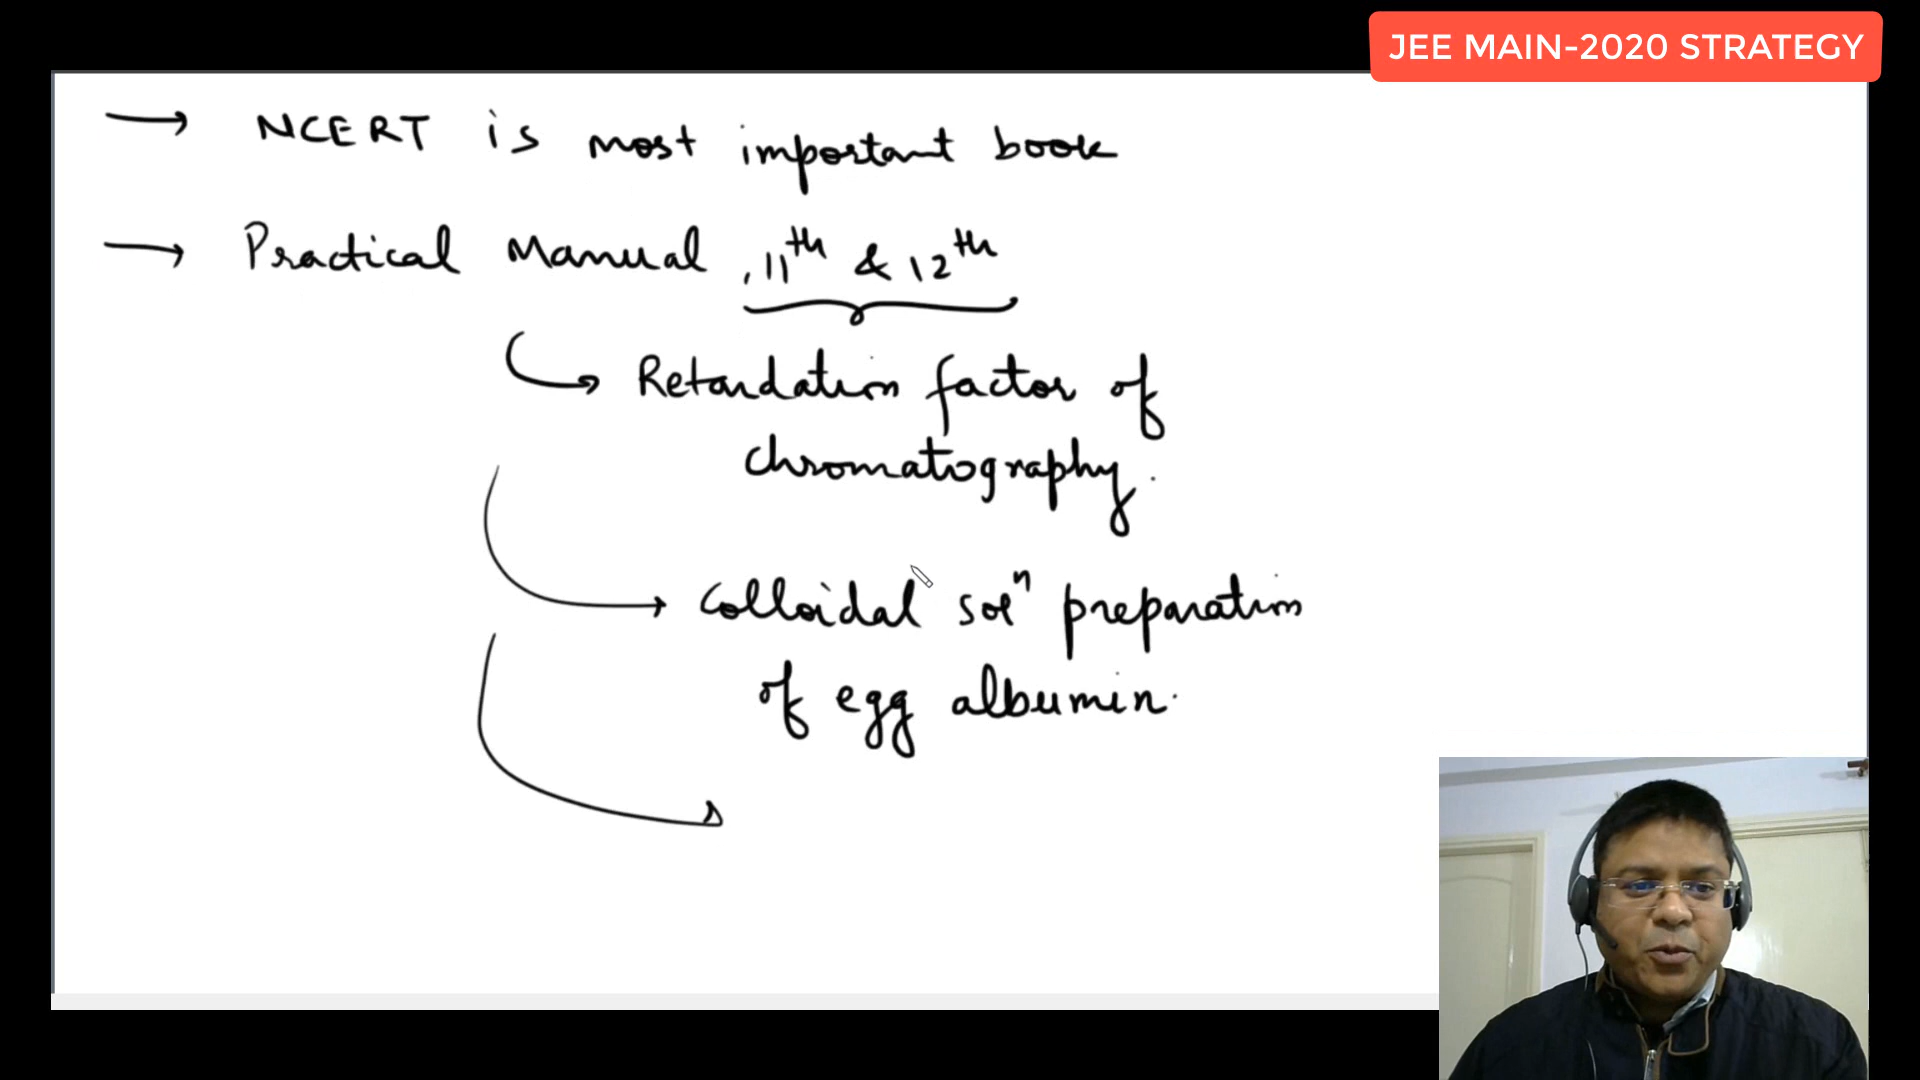 JEE MAIN-2020 STRATEGY
→ NCERT is most important book
→ Practical Manual, 11th & 12th
Retardation factor of
chromatography.
Colloidal solⁿ preparation
of egg albumin.